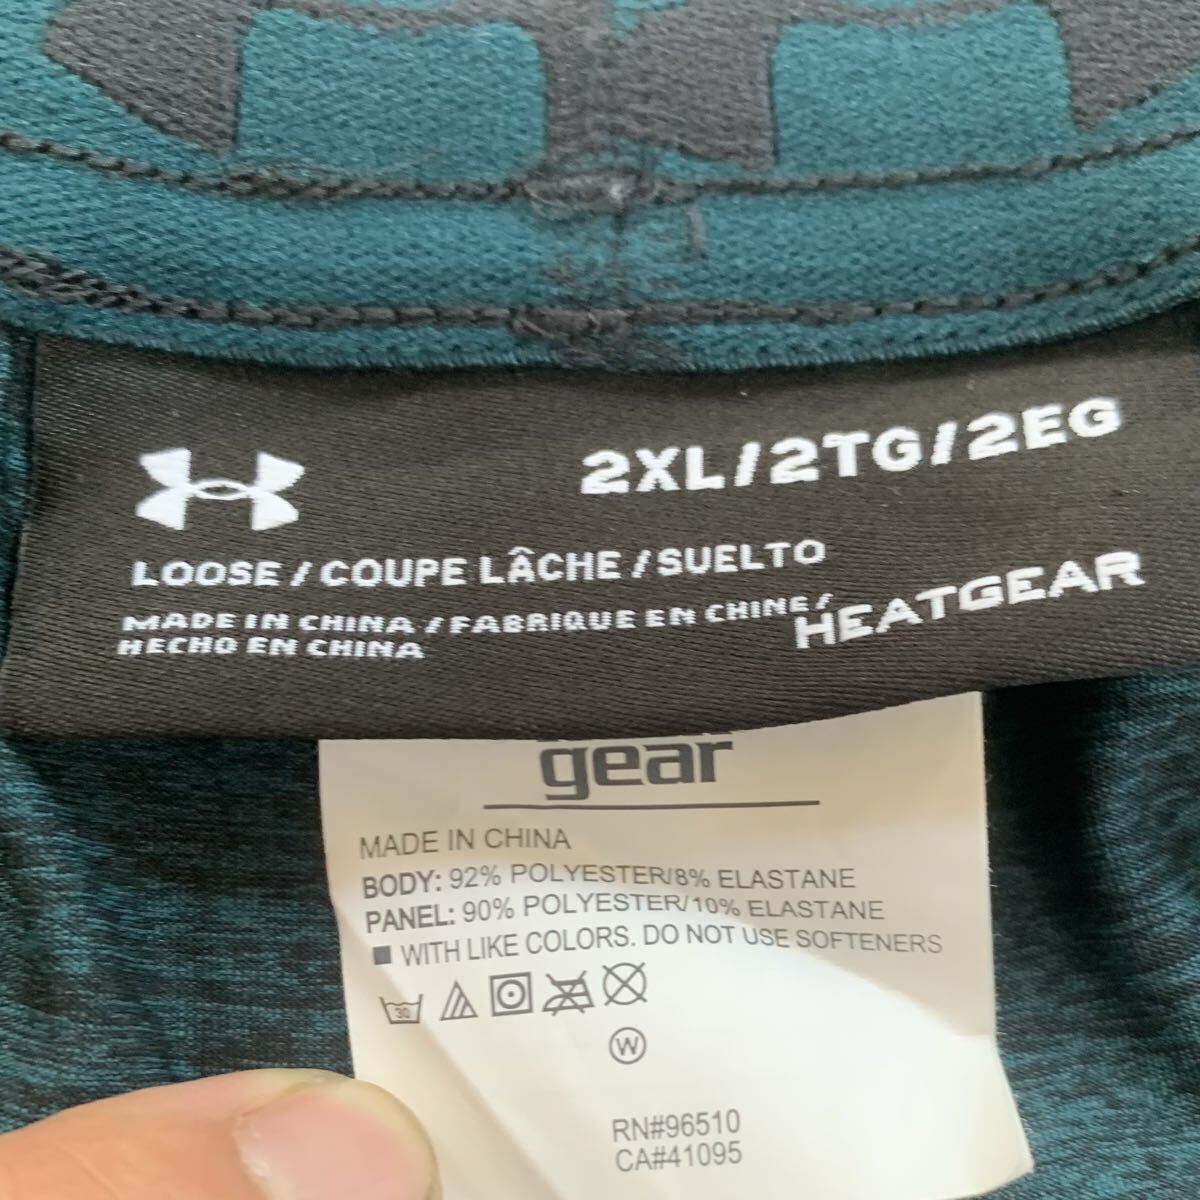 2XL/2TG/2EG
LOOSE/COUPE LÂCHE/SUELTO
MADE IN CHINA/FABRIQUE EN CHINE/
HECHO EN CHINA
HEATGEAR
gear
MADE IN CHINA
BODY: 92% POLYESTER/8% ELASTANE
PANEL: 90% POLYESTER/10% ELASTANE
■ WITH LIKE COLORS. DO NOT USE SOFTENERS
30
W
RN#96510
CA#41095